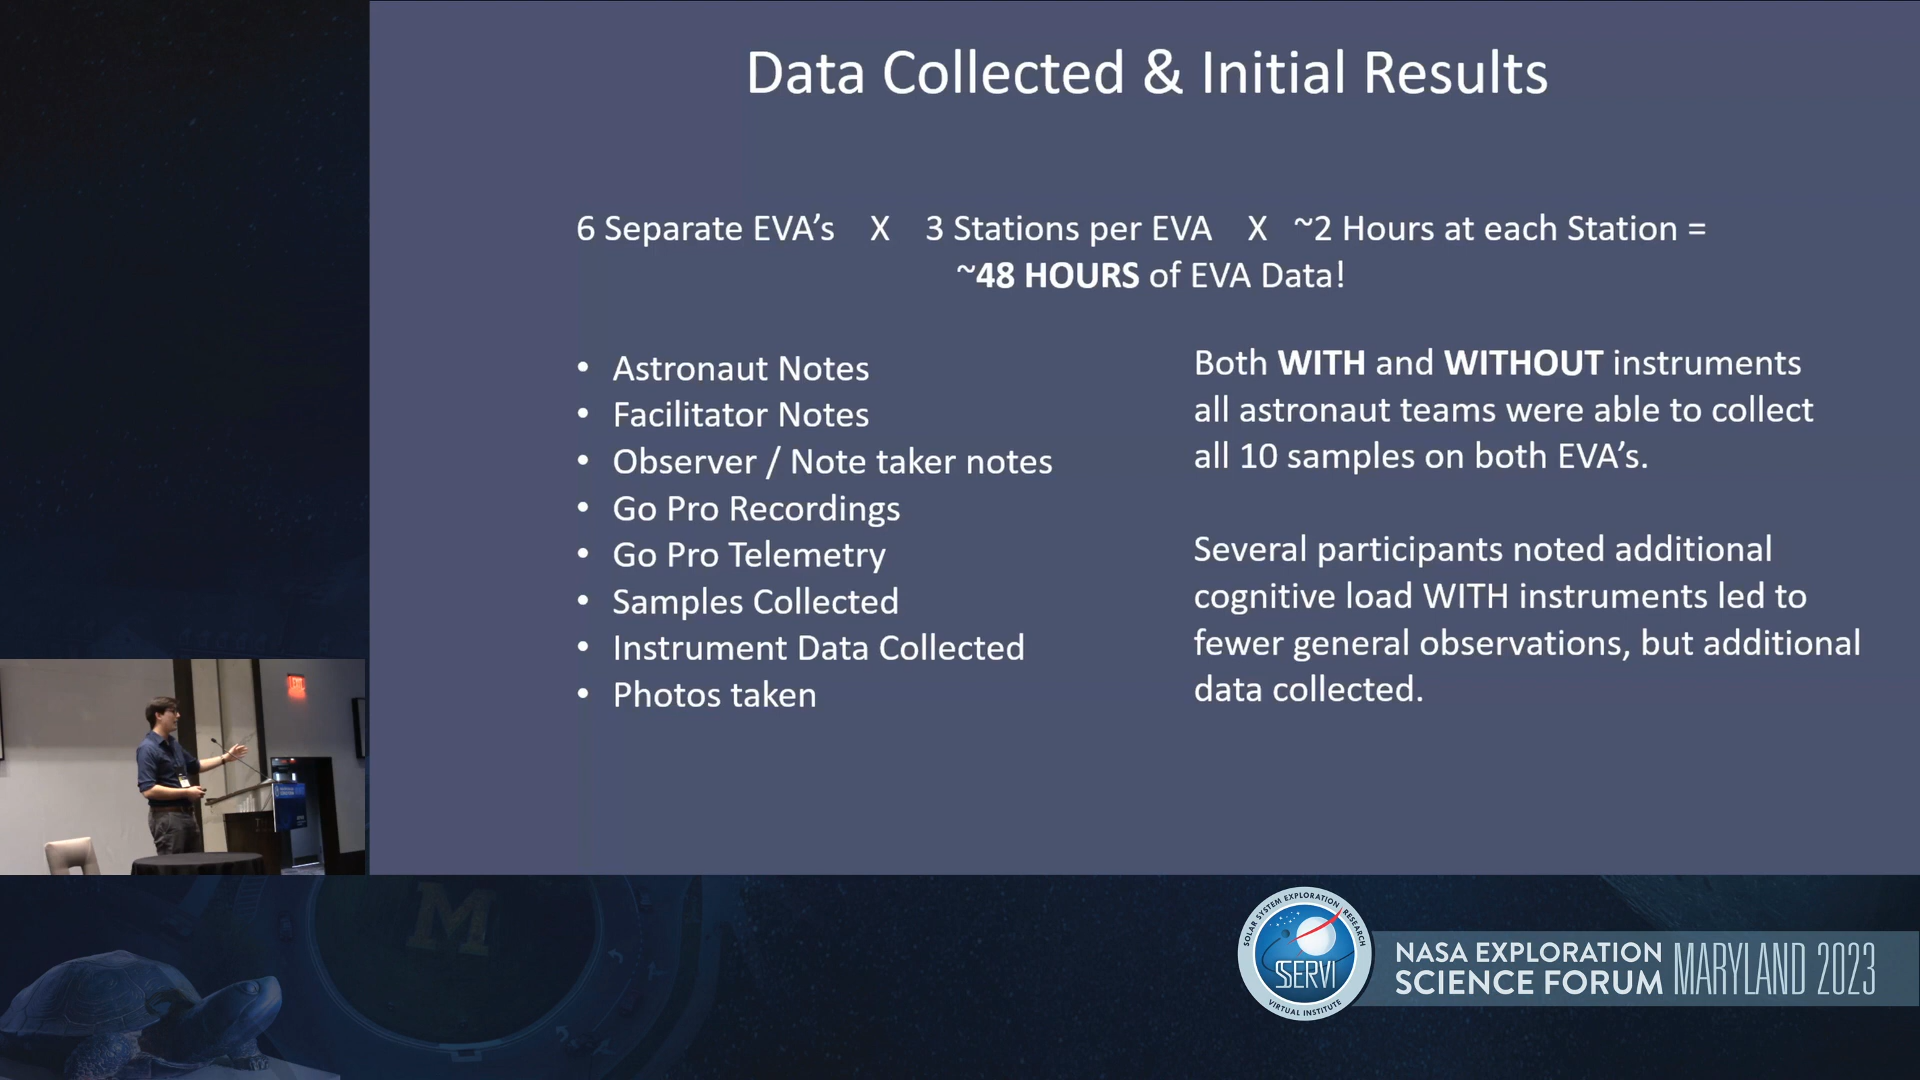 Data Collected & Initial Results
6 Separate EVA’s X 3 Stations per EVA X ~2 Hours at each Station =
~48 HOURS of EVA Data!
• Astronaut Notes
• Facilitator Notes
• Observer / Note taker notes
• Go Pro Recordings
• Go Pro Telemetry
• Samples Collected
• Instrument Data Collected
• Photos taken
Both WITH and WITHOUT instruments
all astronaut teams were able to collect
all 10 samples on both EVA’s.
Several participants noted additional
cognitive load WITH instruments led to
fewer general observations, but additional
data collected.
M
SOLAR SYSTEM EXPLORATION RESEARCH
SSERVI
VIRTUAL INSTITUTE
NASA EXPLORATION
SCIENCE FORUM
MARYLAND 2023